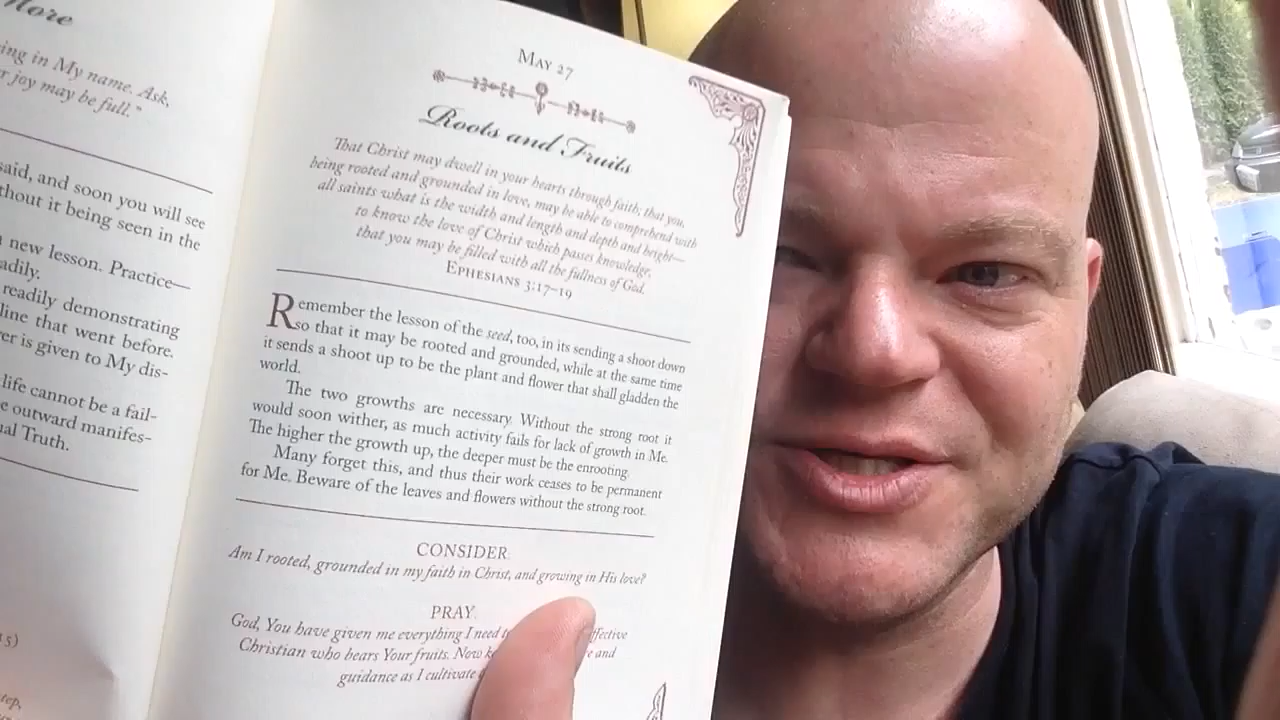 More
ing in My name. Ask,
r joy may be full."
said, and soon you will see
thout it being seen in the
new lesson. Practice—
adily.
readily demonstrating
line that went before.
er is given to My dis-
life cannot be a fail-
e outward manifes-
al Truth.
15)
tep,
May 27
Roots and Fruits
That Christ may dwell in your hearts through faith; that you,
being rooted and grounded in love, may be able to comprehend with
all saints what is the width and length and depth and height—
to know the love of Christ which passes knowledge,
that you may be filled with all the fullness of God.
Ephesians 3:17–19
Remember the lesson of the seed, too, in its sending a shoot down
so that it may be rooted and grounded, while at the same time
it sends a shoot up to be the plant and flower that shall gladden the
world.
The two growths are necessary. Without the strong root it
would soon wither, as much activity fails for lack of growth in Me.
The higher the growth up, the deeper must be the enrooting.
Many forget this, and thus their work ceases to be permanent
for Me. Beware of the leaves and flowers without the strong root.
CONSIDER:
Am I rooted, grounded in my faith in Christ, and growing in His love?
PRAY:
God, You have given me everything I need ffective
Christian who bears Your fruits. Now and
guidance as I cultivate